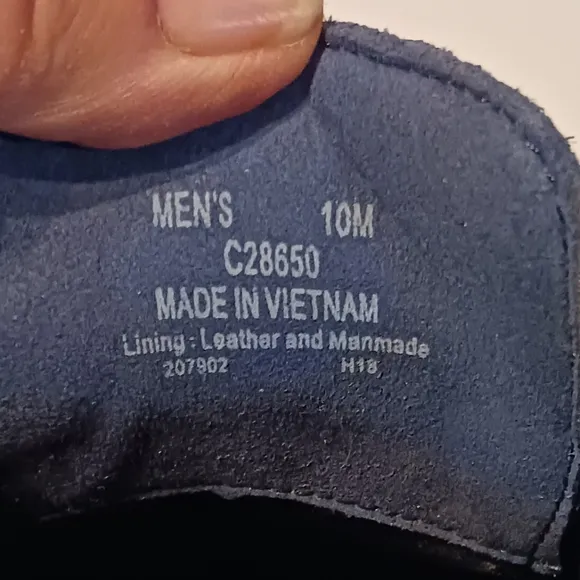 MEN'S 10M
C28650
MADE IN VIETNAM
Lining : Leather and Manmade
207902 H18